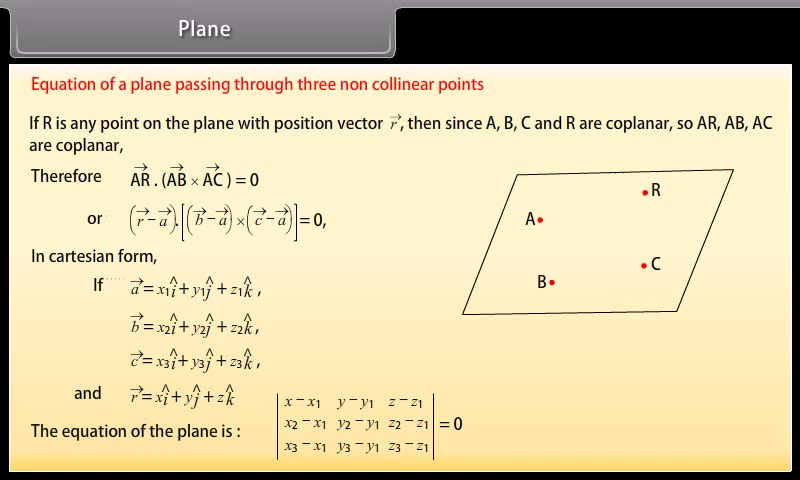 Plane
Equation of a plane passing through three non collinear points
If R is any point on the plane with position vector r⃗, then since A, B, C and R are coplanar, so AR, AB, AC
are coplanar,
Therefore AR⃗ . (AB⃗ × AC⃗) = 0
or (r⃗ − a⃗).[(b⃗ − a⃗) × (c⃗ − a⃗)] = 0,
In cartesian form,
If a⃗ = x₁î + y₁ĵ + z₁k̂ ,
b⃗ = x₂î + y₂ĵ + z₂k̂,
c⃗ = x₃î + y₃ĵ + z₃k̂ ,
and r⃗ = xî + yĵ + zk̂
The equation of the plane is :
| x − x₁ y − y₁ z − z₁ |
| x₂ − x₁ y₂ − y₁ z₂ − z₁ | = 0
| x₃ − x₁ y₃ − y₁ z₃ − z₁ |
R
A
C
B